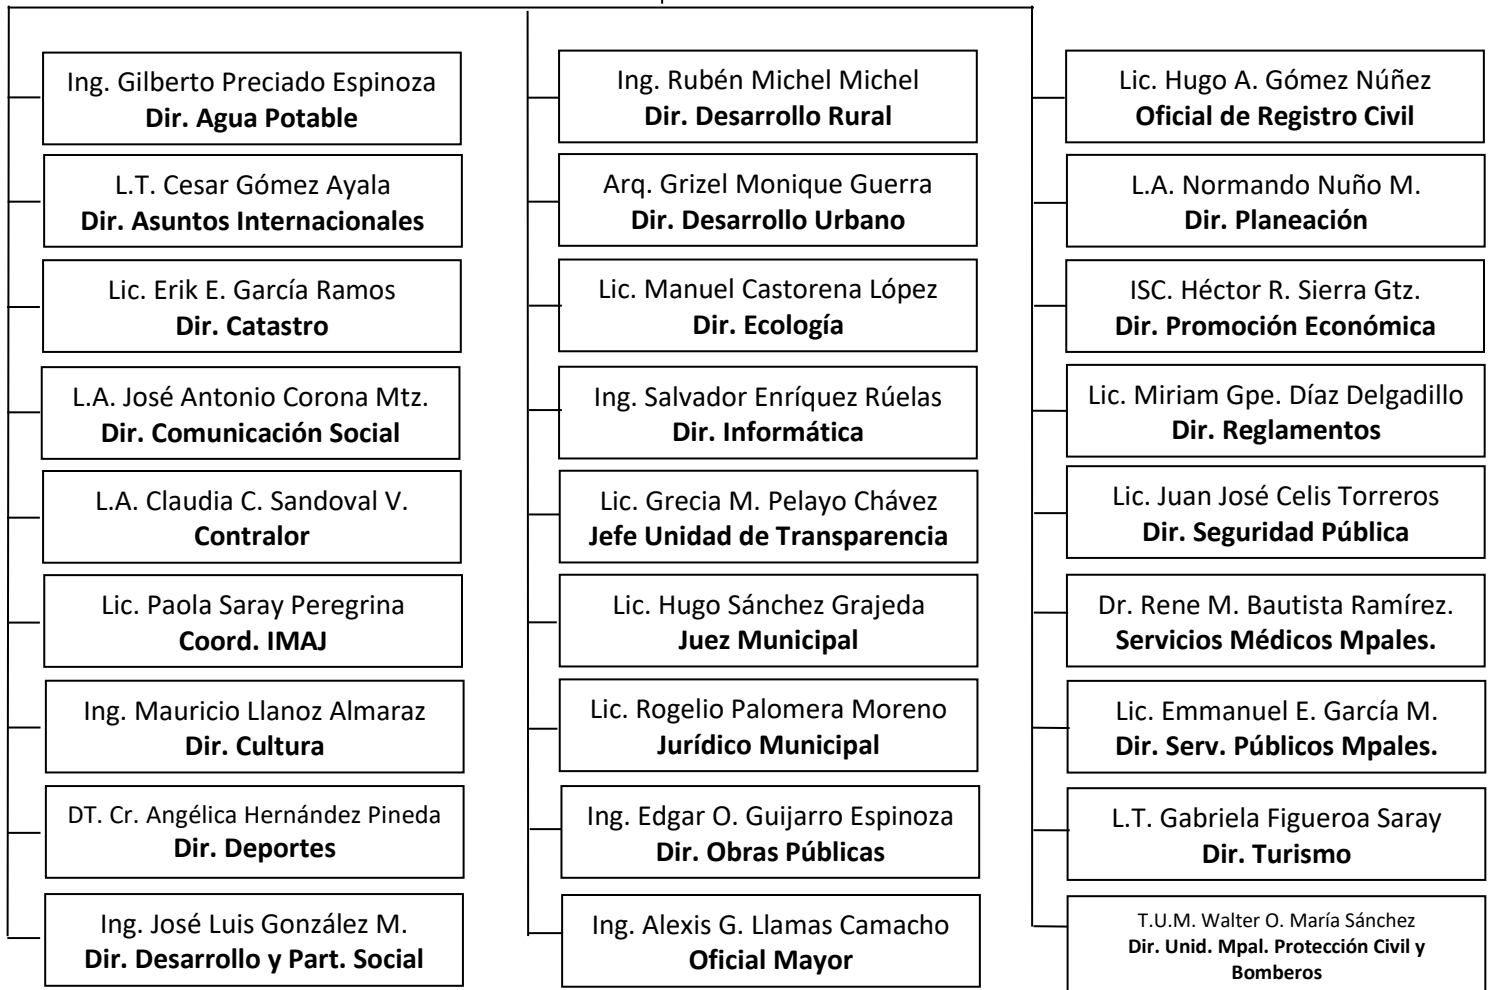 Ing. Gilberto Preciado Espinoza
Dir. Agua Potable
L.T. Cesar Gómez Ayala
Dir. Asuntos Internacionales
Lic. Erik E. García Ramos
Dir. Catastro
L.A. José Antonio Corona Mtz.
Dir. Comunicación Social
L.A. Claudia C. Sandoval V.
Contralor
Lic. Paola Saray Peregrina
Coord. IMAJ
Ing. Mauricio Llanoz Almaraz
Dir. Cultura
DT. Cr. Angélica Hernández Pineda
Dir. Deportes
Ing. José Luis González M.
Dir. Desarrollo y Part. Social
Ing. Rubén Michel Michel
Dir. Desarrollo Rural
Arq. Grizel Monique Guerra
Dir. Desarrollo Urbano
Lic. Manuel Castorena López
Dir. Ecología
Ing. Salvador Enríquez Rúelas
Dir. Informática
Lic. Grecia M. Pelayo Chávez
Jefe Unidad de Transparencia
Lic. Hugo Sánchez Grajeda
Juez Municipal
Lic. Rogelio Palomera Moreno
Jurídico Municipal
Ing. Edgar O. Guijarro Espinoza
Dir. Obras Públicas
Ing. Alexis G. Llamas Camacho
Oficial Mayor
Lic. Hugo A. Gómez Núñez
Oficial de Registro Civil
L.A. Normando Nuño M.
Dir. Planeación
ISC. Héctor R. Sierra Gtz.
Dir. Promoción Económica
Lic. Miriam Gpe. Díaz Delgadillo
Dir. Reglamentos
Lic. Juan José Celis Torreros
Dir. Seguridad Pública
Dr. Rene M. Bautista Ramírez.
Servicios Médicos Mpales.
Lic. Emmanuel E. García M.
Dir. Serv. Públicos Mpales.
L.T. Gabriela Figueroa Saray
Dir. Turismo
T.U.M. Walter O. María Sánchez
Dir. Unid. Mpal. Protección Civil y
Bomberos